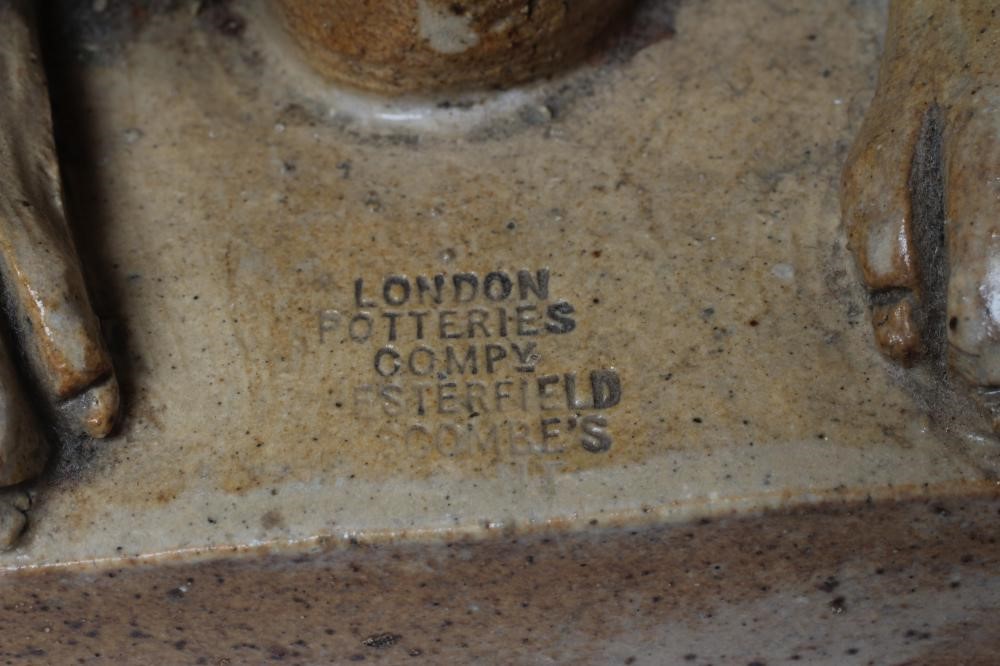 LONDON
POTTERIES
COMPY
ESTERFIELD
COMBE'S